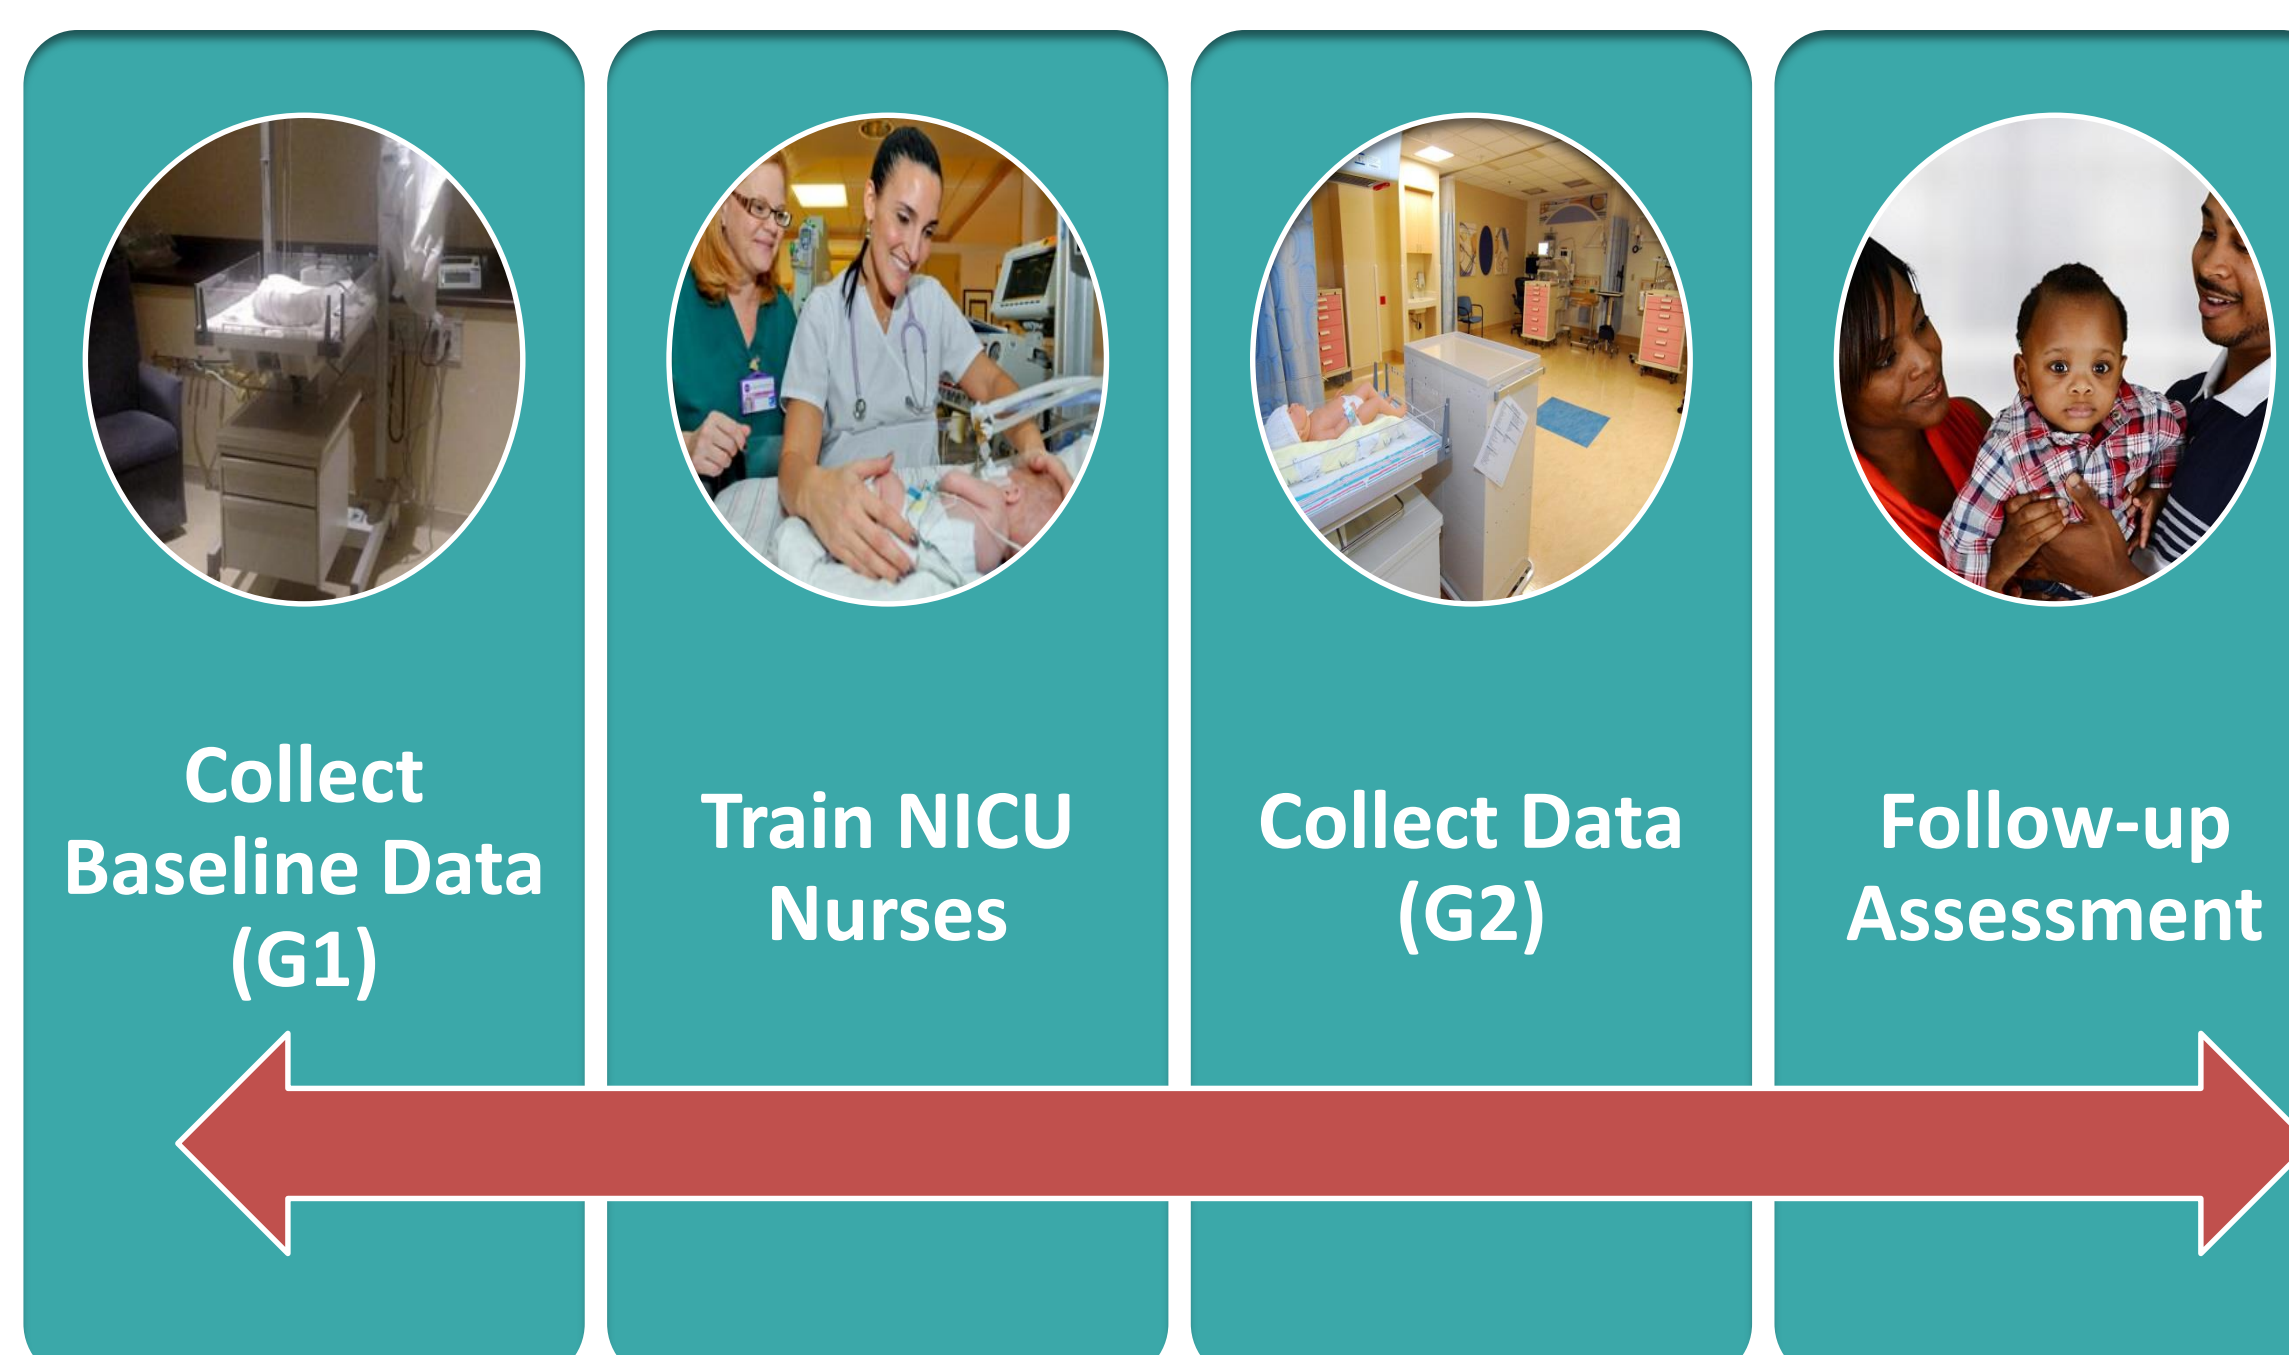 Collect
Baseline Data
(G1)
Train NICU
Nurses
Collect Data
(G2)
Follow-up
Assessment